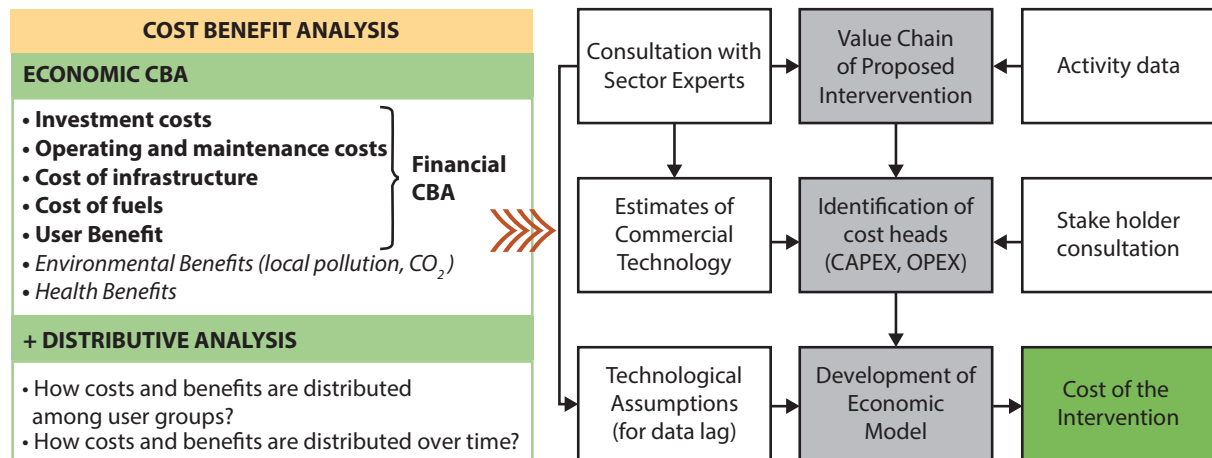 COST BENEFIT ANALYSIS
ECONOMIC CBA
• Investment costs
• Operating and maintenance costs
• Cost of infrastructure
• Cost of fuels
• User Benefit
Financial
CBA
• Environmental Benefits (local pollution, CO2)
• Health Benefits
+ DISTRIBUTIVE ANALYSIS
• How costs and benefits are distributed
among user groups?
• How costs and benefits are distributed over time?
Consultation with
Sector Experts
Value Chain
of Proposed
Intervervention
Activity data
Estimates of
Commercial
Technology
Identification of
cost heads
(CAPEX, OPEX)
Stake holder
consultation
Technological
Assumptions
(for data lag)
Development of
Economic
Model
Cost of the
Intervention